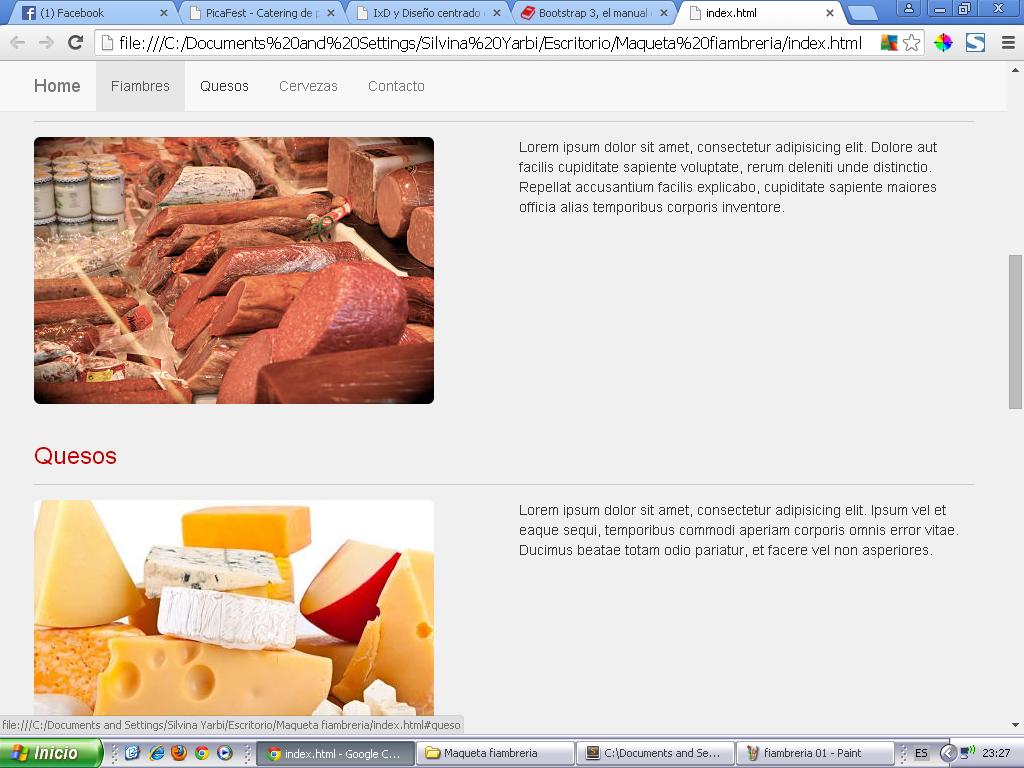 (1) Facebook
PicaFest - Catering de p
IxD y Diseño centrado
Bootstrap 3, el manual
index.html
file:///C:/Documents%20and%20Settings/Silvina%20Yarbi/Escritorio/Maqueta%20fiambreria/index.html
Home
Fiambres
Quesos
Cervezas
Contacto
Lorem ipsum dolor sit amet, consectetur adipisicing elit. Dolore aut
facilis cupiditate sapiente voluptate, rerum deleniti unde distinctio.
Repellat accusantium facilis explicabo, cupiditate sapiente maiores
officia alias temporibus corporis inventore.
Quesos
Lorem ipsum dolor sit amet, consectetur adipisicing elit. Ipsum vel et
eaque sequi, temporibus commodi aperiam corporis omnis error vitae.
Ducimus beatae totam odio pariatur, et facere vel non asperiores.
file:///C:/Documents and Settings/Silvina Yarbi/Escritorio/Maqueta fiambreria/index.html#queso
Inicio
index.html - Google C...
Maqueta fiambreria
C:\Documents and Se...
fiambreria 01 - Paint
ES
23:27